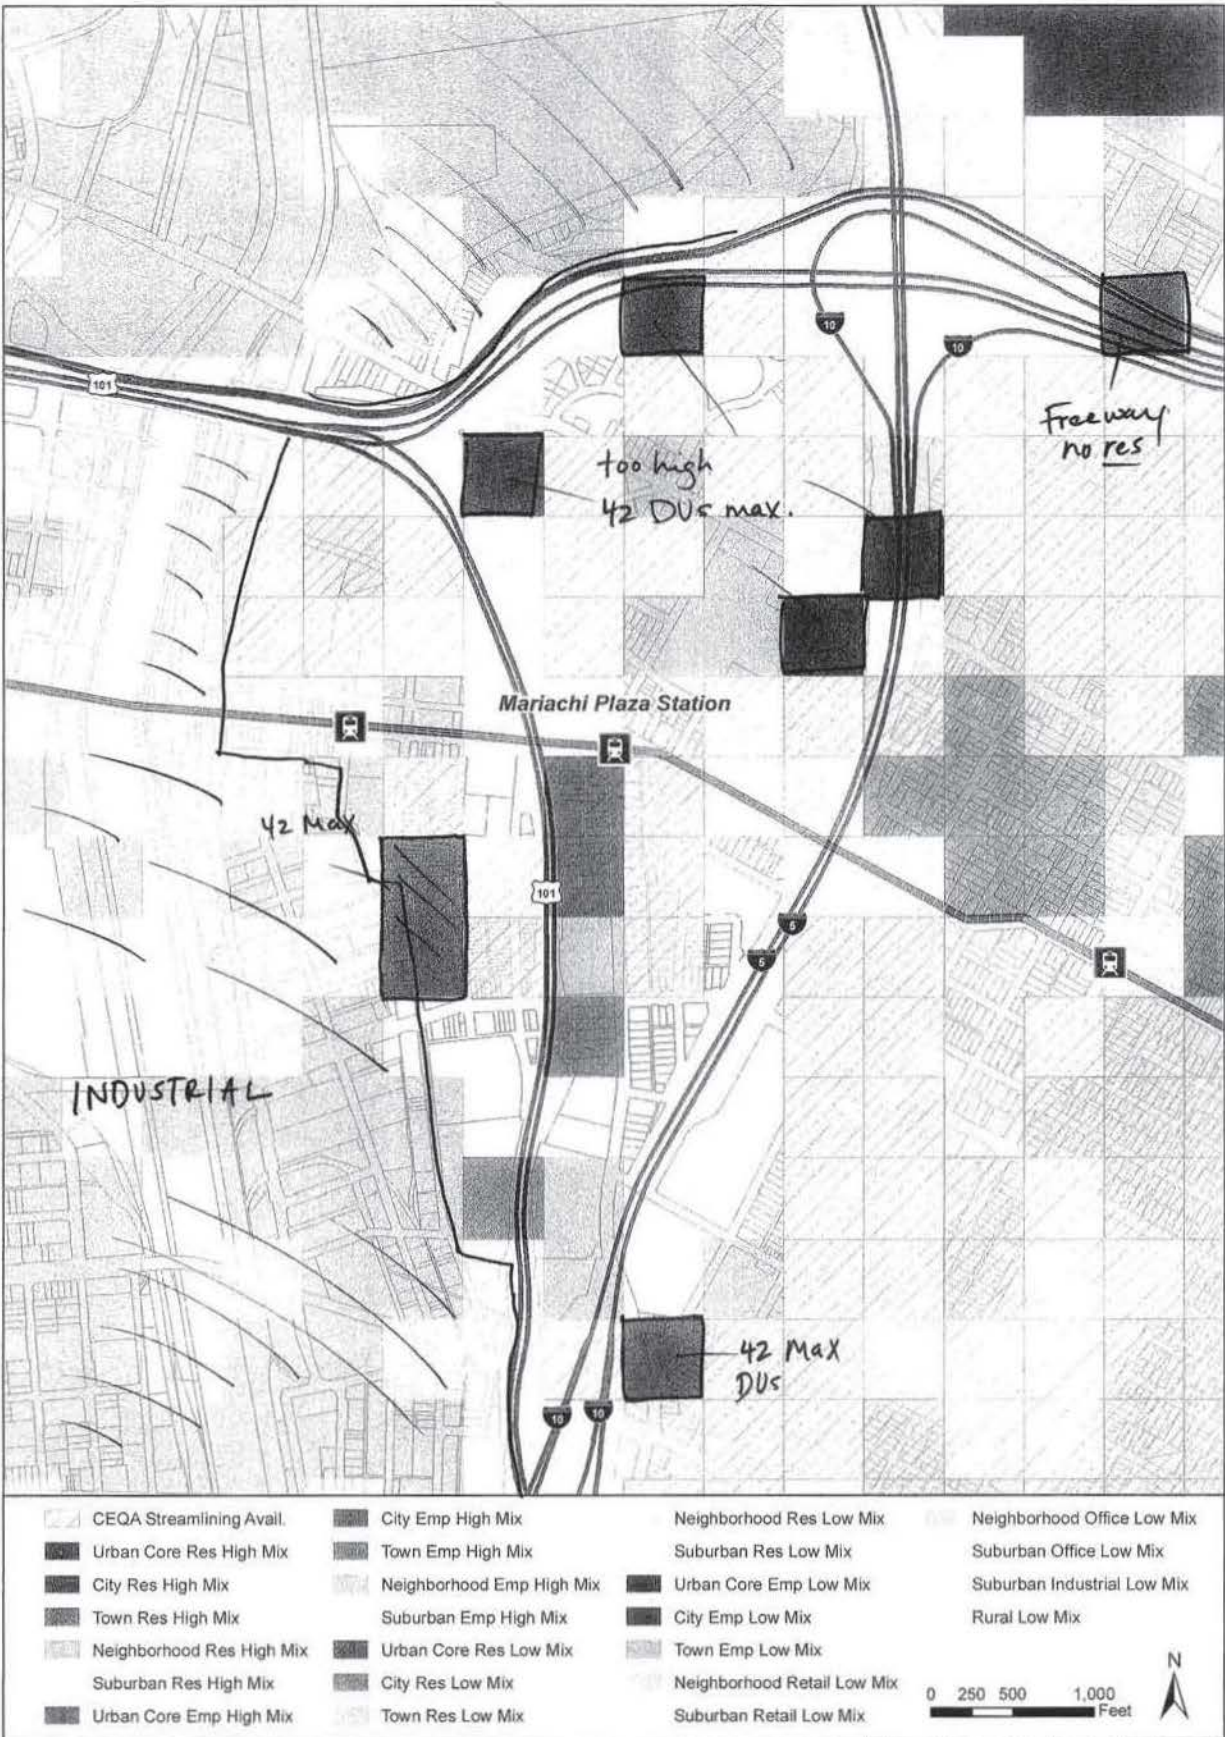 10
10
101
Freeway
no res
too high
42 DUs max.
Mariachi Plaza Station
42 Max
101
5
5
INDUSTRIAL
42 Max
DUs
10
10
CEQA Streamlining Avail.
Urban Core Res High Mix
City Res High Mix
Town Res High Mix
Neighborhood Res High Mix
Suburban Res High Mix
Urban Core Emp High Mix
City Emp High Mix
Town Emp High Mix
Neighborhood Emp High Mix
Suburban Emp High Mix
Urban Core Res Low Mix
City Res Low Mix
Town Res Low Mix
Neighborhood Res Low Mix
Suburban Res Low Mix
Urban Core Emp Low Mix
City Emp Low Mix
Town Emp Low Mix
Neighborhood Retail Low Mix
Suburban Retail Low Mix
Neighborhood Office Low Mix
Suburban Office Low Mix
Suburban Industrial Low Mix
Rural Low Mix
N
0 250 500 1,000
Feet